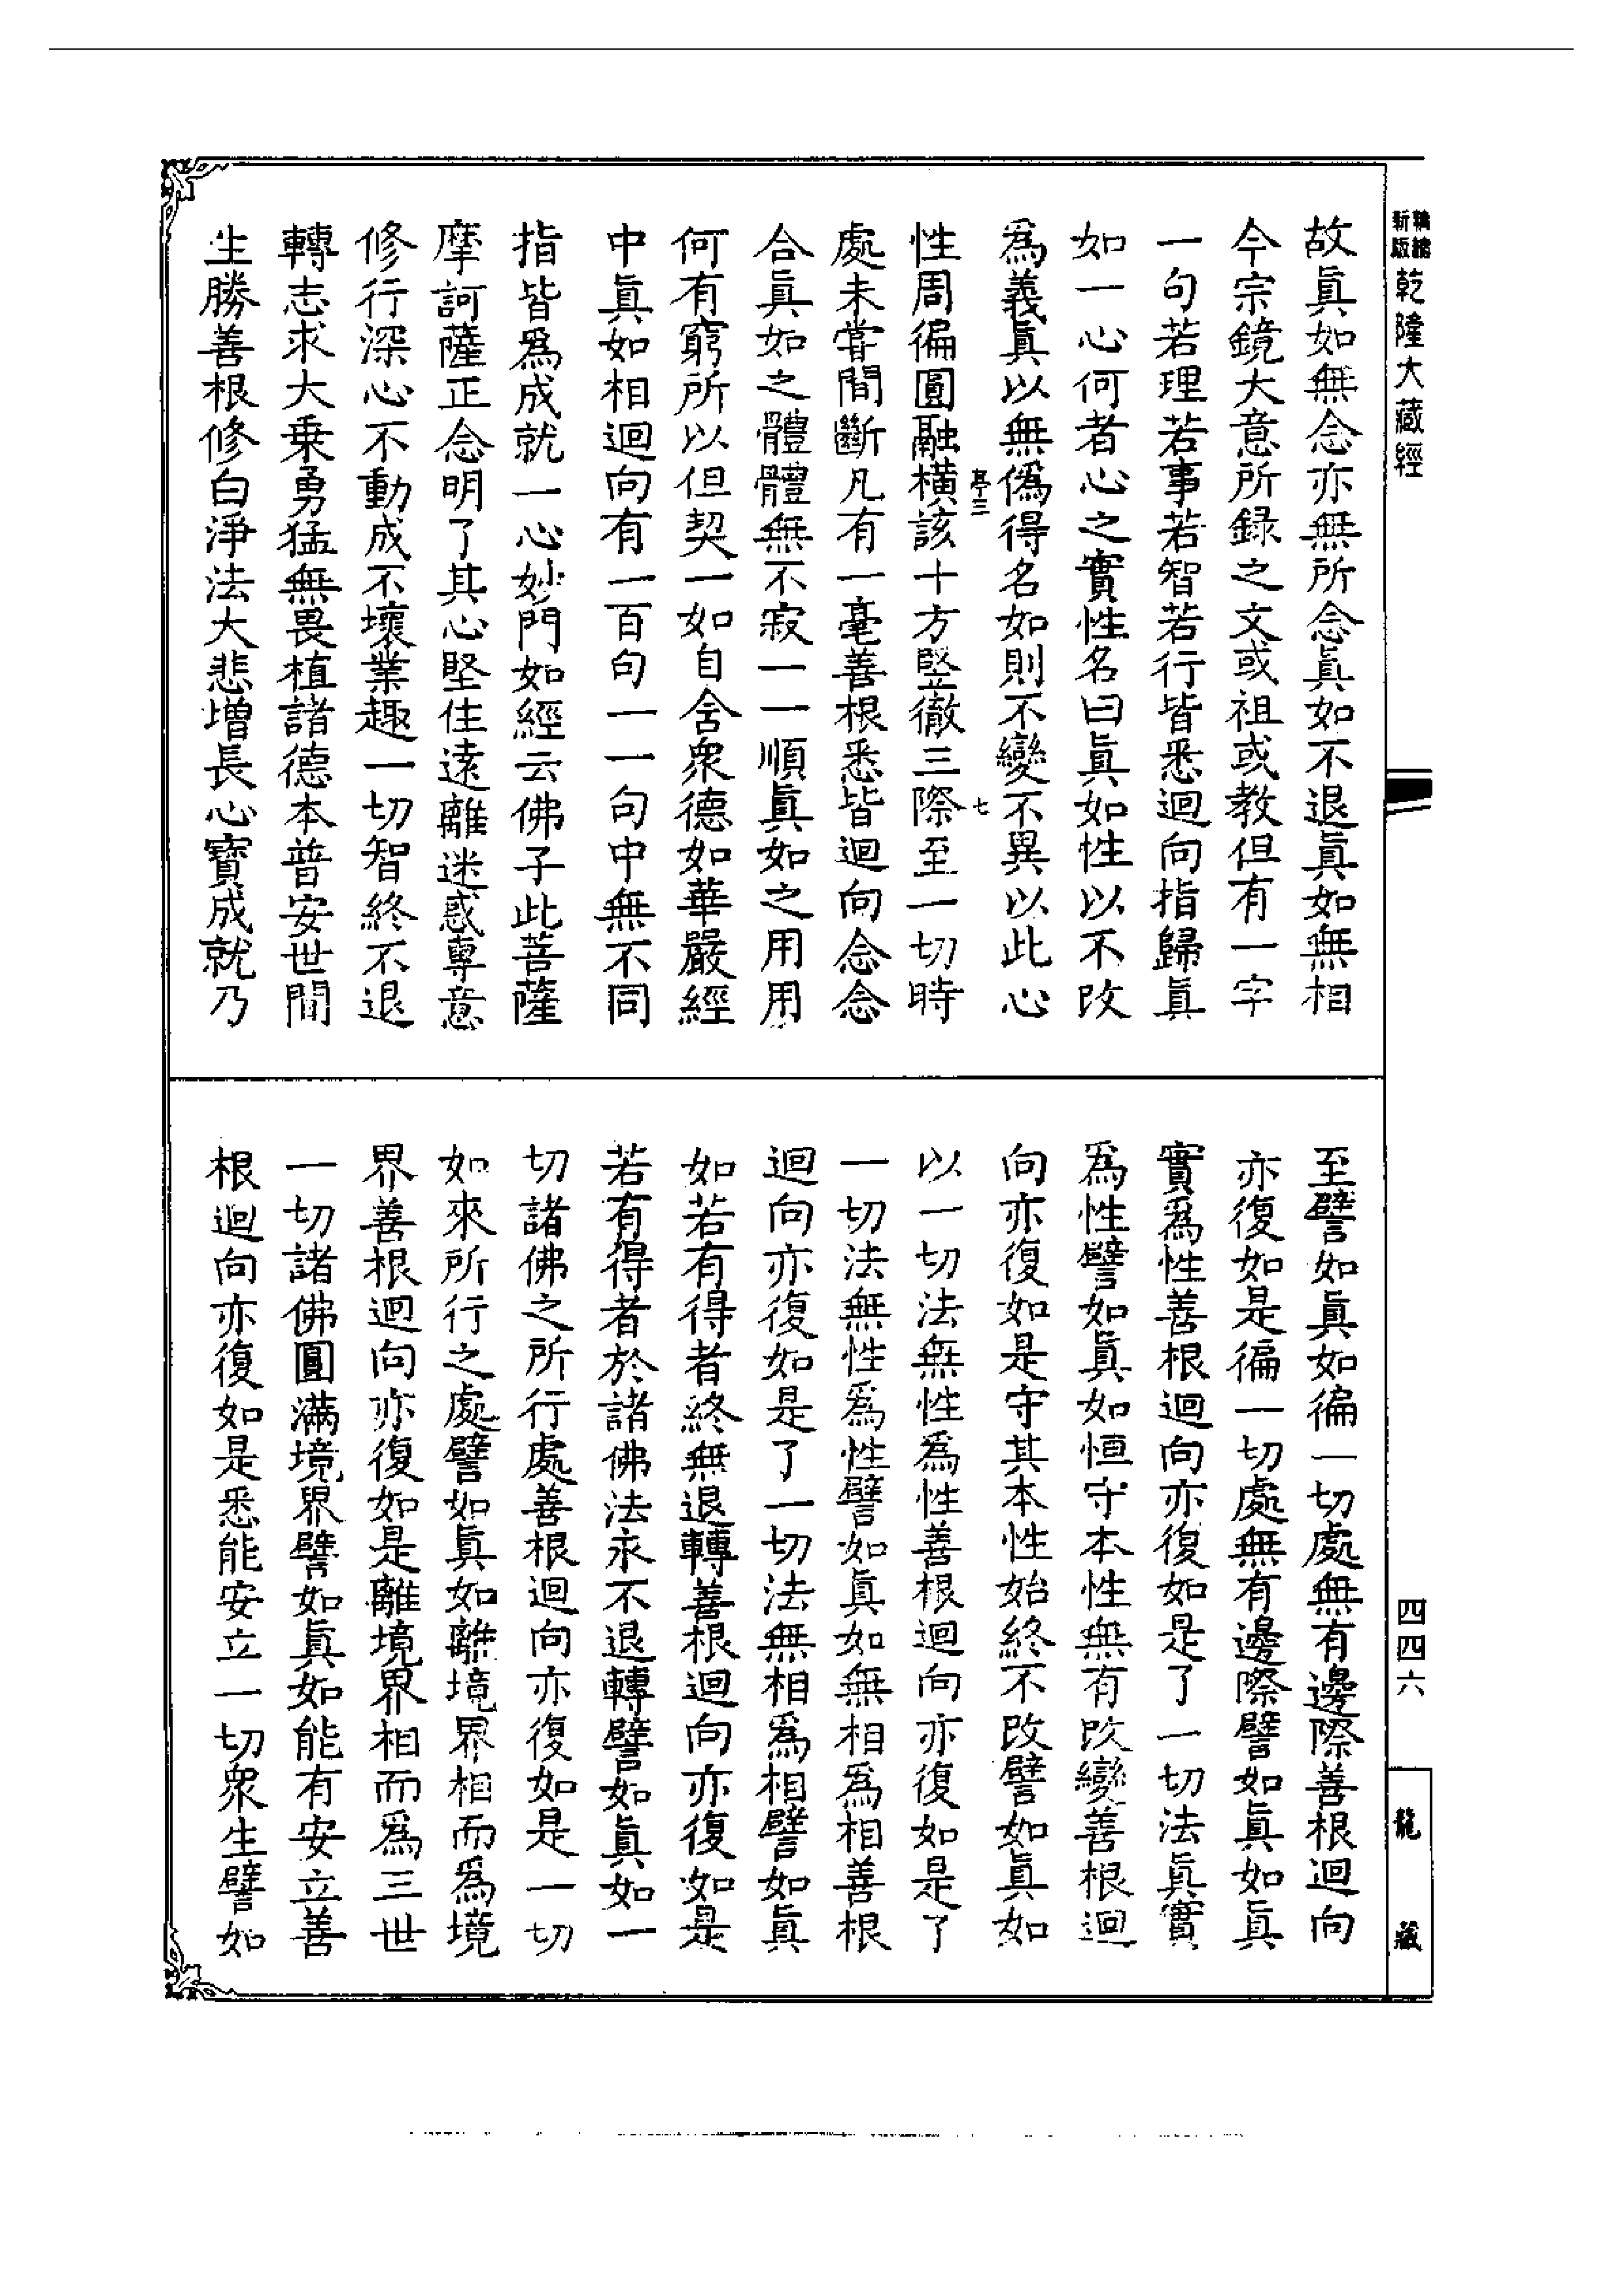 新編縮版乾隆大藏經
故眞如無念亦無所念眞如不退眞如無相
今宗鏡大意所録之文或祖或教但有一字
一句若理若事若智若行皆悉迴向指歸眞
如一心何者心之實性名曰眞如性以不改
爲義眞以無僞得名如則不變不異以此心
亭三 七
性周徧圓融橫該十方竪徹三際至一切時
處未甞間斷凡有一毫善根悉皆迴向念念
合眞如之體體無不寂一一順眞如之用用
何有窮所以但契一如自含衆德如華嚴經
中眞如相迴向有一百句一一句中無不同
指皆爲成就一心妙門如經云佛子此菩薩
摩訶薩正念明了其心堅住遠離迷惑專意
修行深心不動成不壞業趣一切智終不退
轉志求大乗勇猛無畏植諸德本普安世間
生勝善根修白淨法大悲增長心寶成就乃
至譬如眞如徧一切處無有邊際善根迴向
亦復如是徧一切處無有邊際譬如眞如眞
實爲性善根迴向亦復如是了一切法眞實
爲性譬如眞如恒守本性無有改變善根迴
向亦復如是守其本性始終不改譬如眞如
以一切法無性爲性善根迴向亦復如是了
一切法無性爲性譬如眞如無相爲相善根
迴向亦復如是了一切法無相爲相譬如眞
如若有得者終無退轉善根迴向亦復如是
若有得者於諸佛法永不退轉譬如眞如一
切諸佛之所行處善根迴向亦復如是一切
如來所行之處譬如眞如離境界相而爲境
界善根迴向亦復如是離境界相而爲三世
一切諸佛圓滿境界譬如眞如能有安立善
根迴向亦復如是悉能安立一切衆生譬如
四四六
龍藏